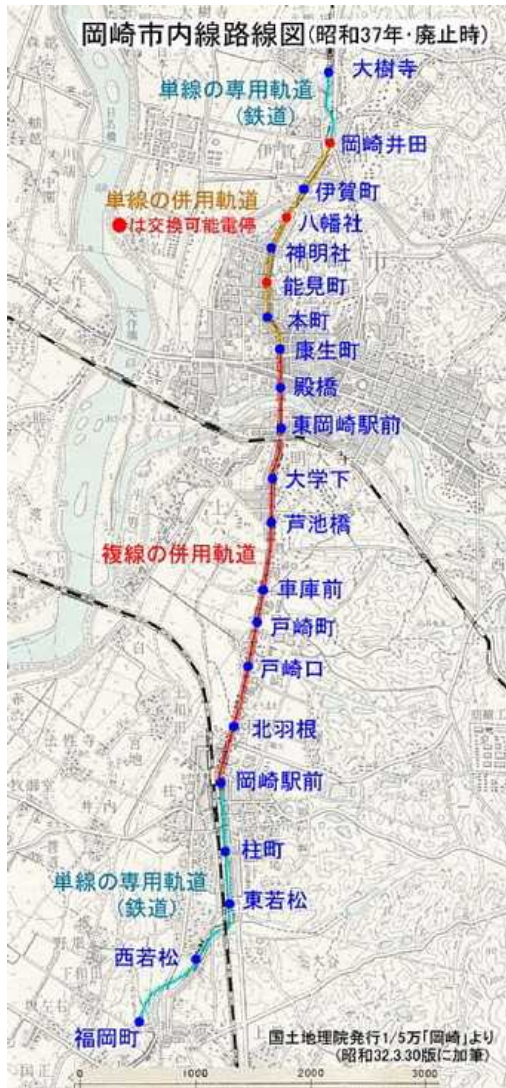 岡崎市内線路線図(昭和37年・廃止時)
大樹寺
単線の専用軌道
(鉄道)
岡崎井田
伊賀町
単線の併用軌道
●は交換可能電停
八幡社
神明社
能見町
本町
康生町
殿橋
東岡崎駅前
大学下
芦池橋
複線の併用軌道
車庫前
戸崎町
戸崎口
北羽根
岡崎駅前
柱町
単線の専用軌道
(鉄道)
東若松
西若松
福岡町
国土地理院発行1/5万「岡崎」より
(昭和32.3.30版に加筆)
0 1000 2000 3000